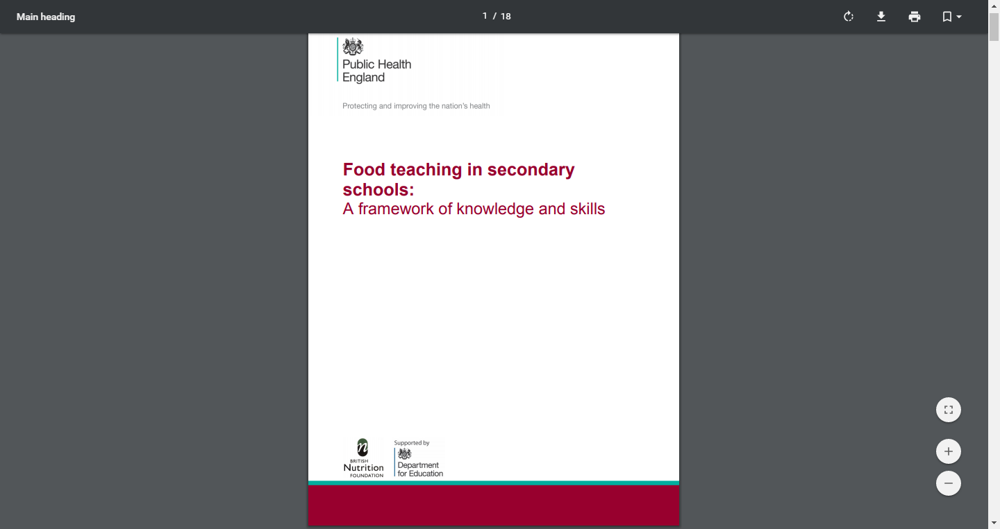 Main heading
1 / 18
Public Health
England
Protecting and improving the nation's health
Food teaching in secondary
schools:
A framework of knowledge and skills
BRITISH
Nutrition
FOUNDATION
Supported by
Department
for Education